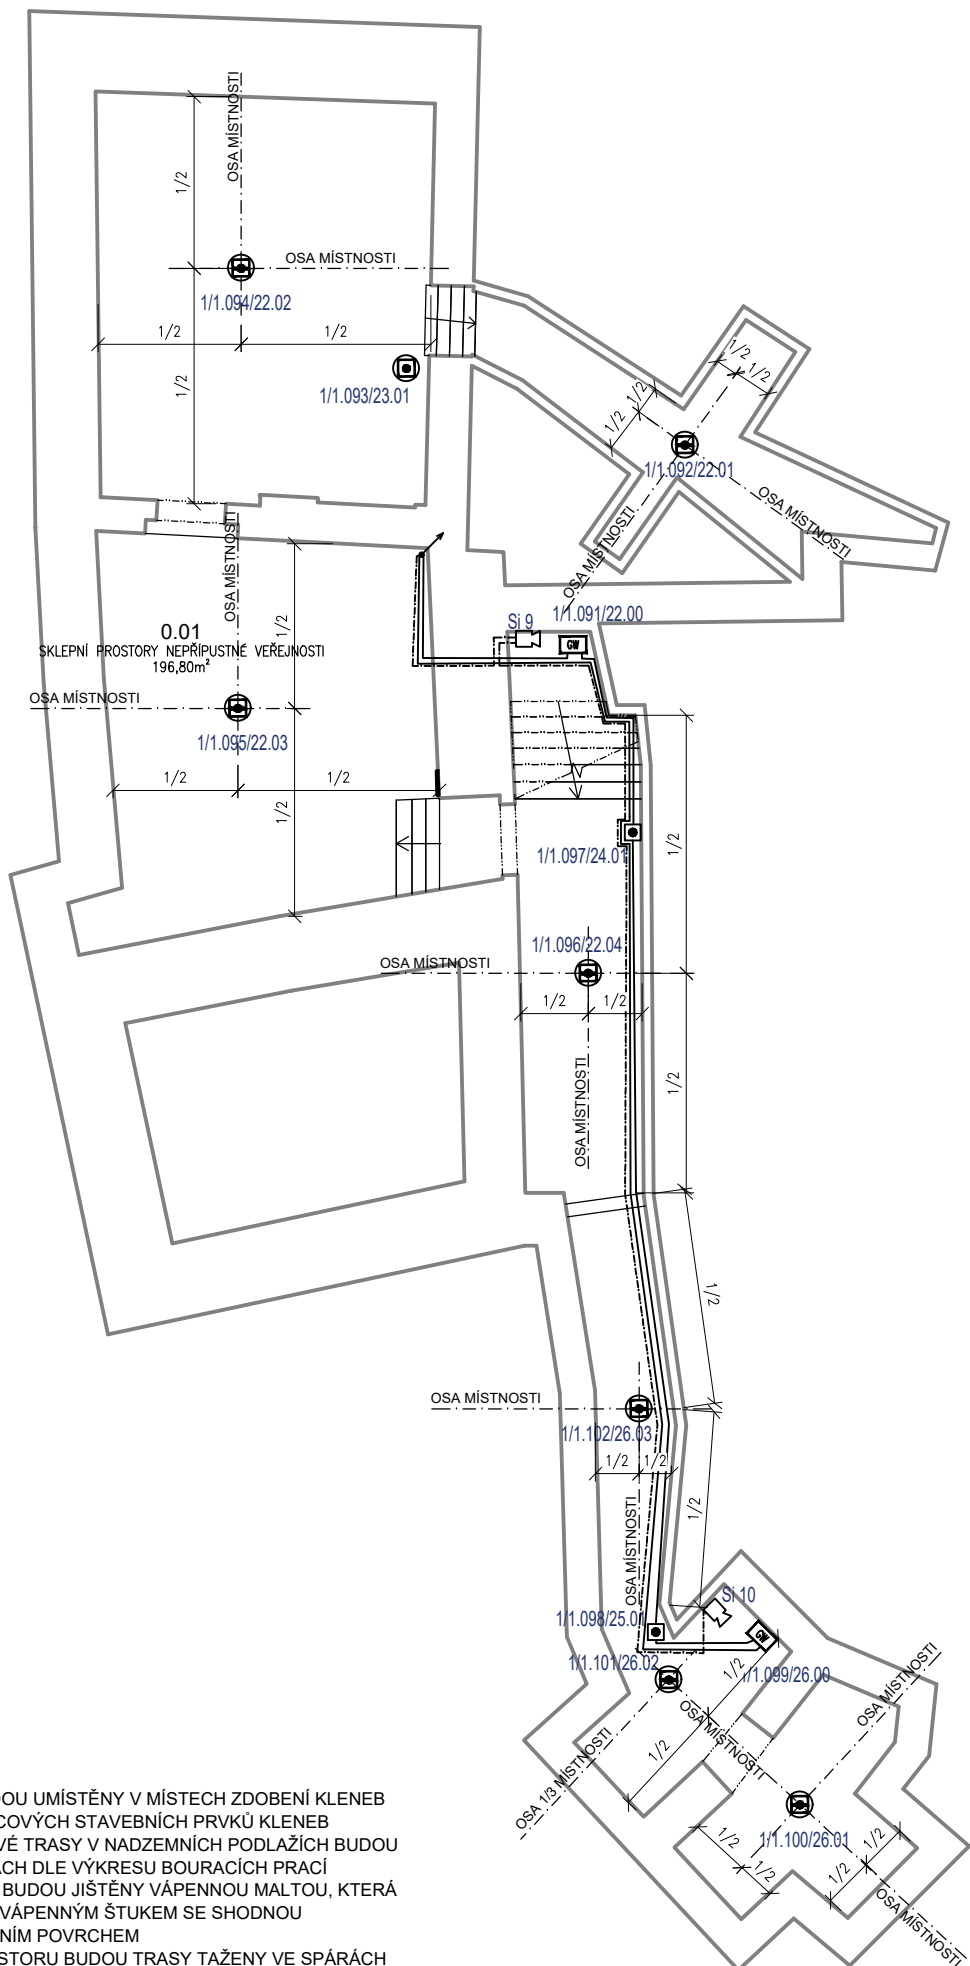 OSA MÍSTNOSTI
1/2
OSA MÍSTNOSTI
1/1.094/22.02
1/2
1/2
1/2
1/1.093/23.01
1/2
1/2
1/2
1/2
1/1.092/22.01
OSA MÍSTNOSTI
OSA MÍSTNOSTI
OSA MÍSTNOSTI
1/2
Si 9
1/1.091/22.00
GW
0.01
SKLEPNÍ PROSTORY NEPŘÍPUSTNÉ VEŘEJNOSTI
196,80m²
OSA MÍSTNOSTI
1/1.095/22.03
1/2
1/2
1/2
1/2
1/1.097/24.01
1/1.096/22.04
OSA MÍSTNOSTI
1/2
1/2
OSA MÍSTNOSTI
1/2
1/2
OSA MÍSTNOSTI
1/1.102/26.03
1/2
1/2
1/2
OSA MÍSTNOSTI
Si 10
1/1.098/25.01
GW
1/1.101/26.02
1/1.099/26.00
1/2
1/2
OSA MÍSTNOSTI
OSA MÍSTNOSTI
OSA 1/3 MÍSTNOSTI
1/1.100/26.01
1/2
1/2
1/2
1/2
OSA MÍSTNOSTI
DOU UMÍSTĚNY V MÍSTECH ZDOBENÍ KLENEB
COVÝCH STAVEBNÍCH PRVKŮ KLENEB
VÉ TRASY V NADZEMNÍCH PODLAŽÍCH BUDOU
ÁCH DLE VÝKRESU BOURACÍCH PRACÍ
BUDOU JIŠTĚNY VÁPENNOU MALTOU, KTERÁ
VÁPENNÝM ŠTUKEM SE SHODNOU
NÍM POVRCHEM
STORU BUDOU TRASY TAŽENY VE SPÁRÁCH